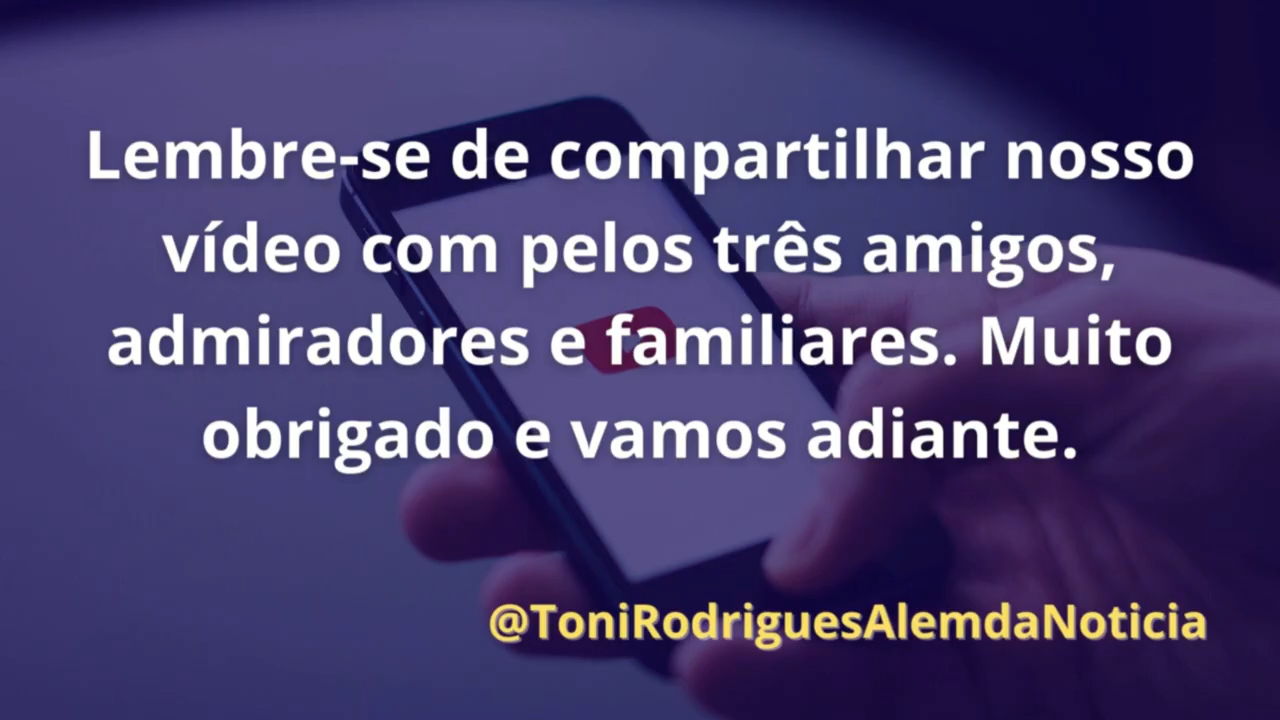 Lembre-se de compartilhar nosso
vídeo com pelos três amigos,
admiradores e familiares. Muito
obrigado e vamos adiante.
@ToniRodriguesAlemdaNoticia